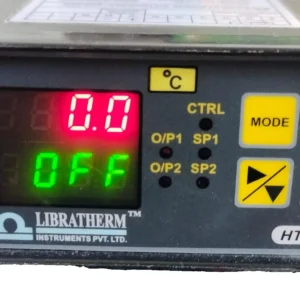 °C
0.0
CTRL
MODE
O/P1 SP1
OFF
O/P2 SP2
LIBRATHERM™
INSTRUMENTS PVT. LTD.
HT